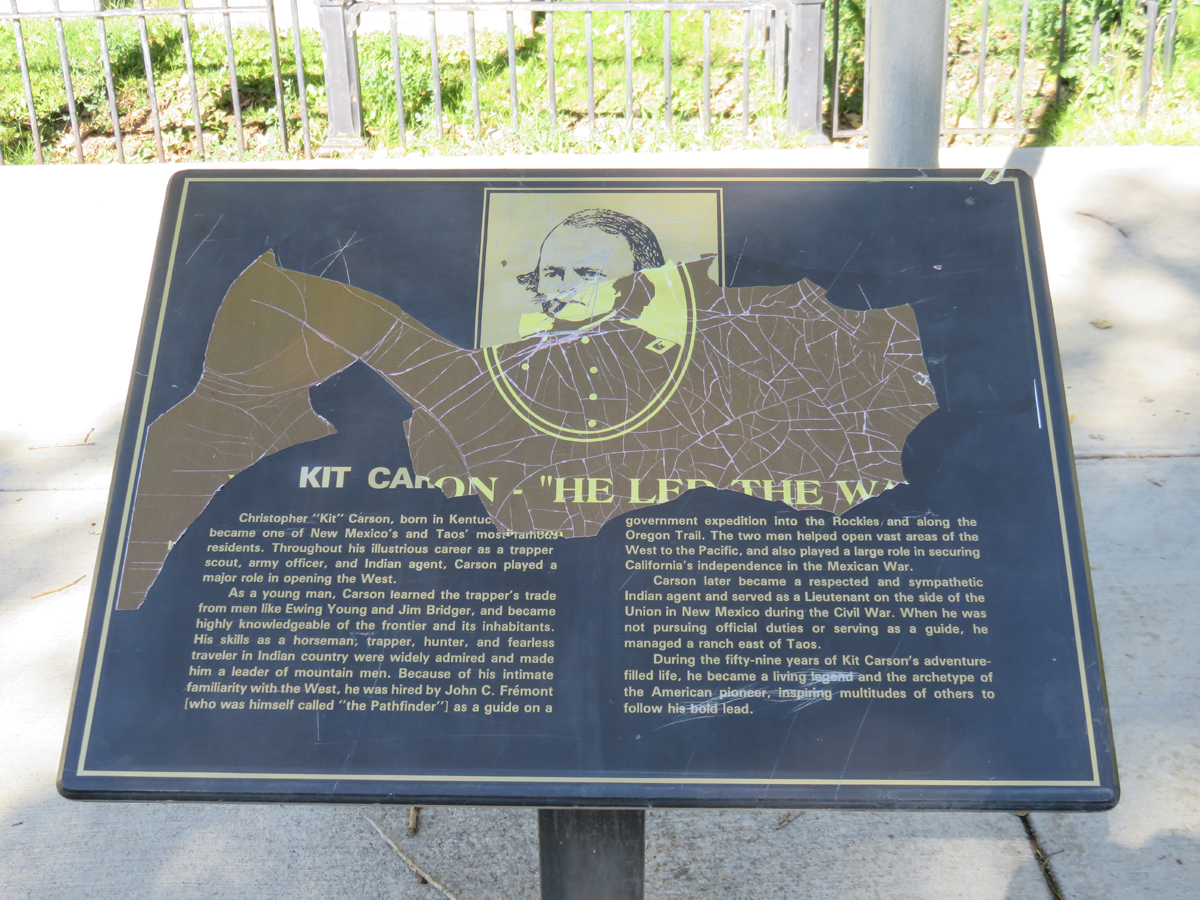 KIT CARSON - "HE LED THE WA
Christopher "Kit" Carson, born in Kentuc
became one of New Mexico's and Taos' most famous
residents. Throughout his illustrious career as a trapper
scout, army officer, and Indian agent, Carson played a
major role in opening the West.
As a young man, Carson learned the trapper's trade
from men like Ewing Young and Jim Bridger, and became
highly knowledgeable of the frontier and its inhabitants.
His skills as a horseman, trapper, hunter, and fearless
traveler in Indian country were widely admired and made
him a leader of mountain men. Because of his intimate
familiarity with the West, he was hired by John C. Frémont
[who was himself called "the Pathfinder"] as a guide on a
government expedition into the Rockies and along the
Oregon Trail. The two men helped open vast areas of the
West to the Pacific, and also played a large role in securing
California's independence in the Mexican War.
Carson later became a respected and sympathetic
Indian agent and served as a Lieutenant on the side of the
Union in New Mexico during the Civil War. When he was
not pursuing official duties or serving as a guide, he
managed a ranch east of Taos.
During the fifty-nine years of Kit Carson's adventure-
filled life, he became a living legend and the archetype of
the American pioneer, inspiring multitudes of others to
follow his bold lead.